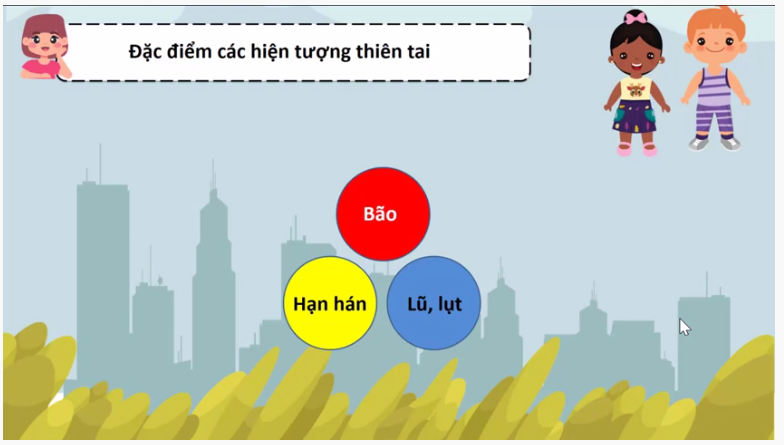 Đặc điểm các hiện tượng thiên tai
Bão
Hạn hán
Lũ, lụt